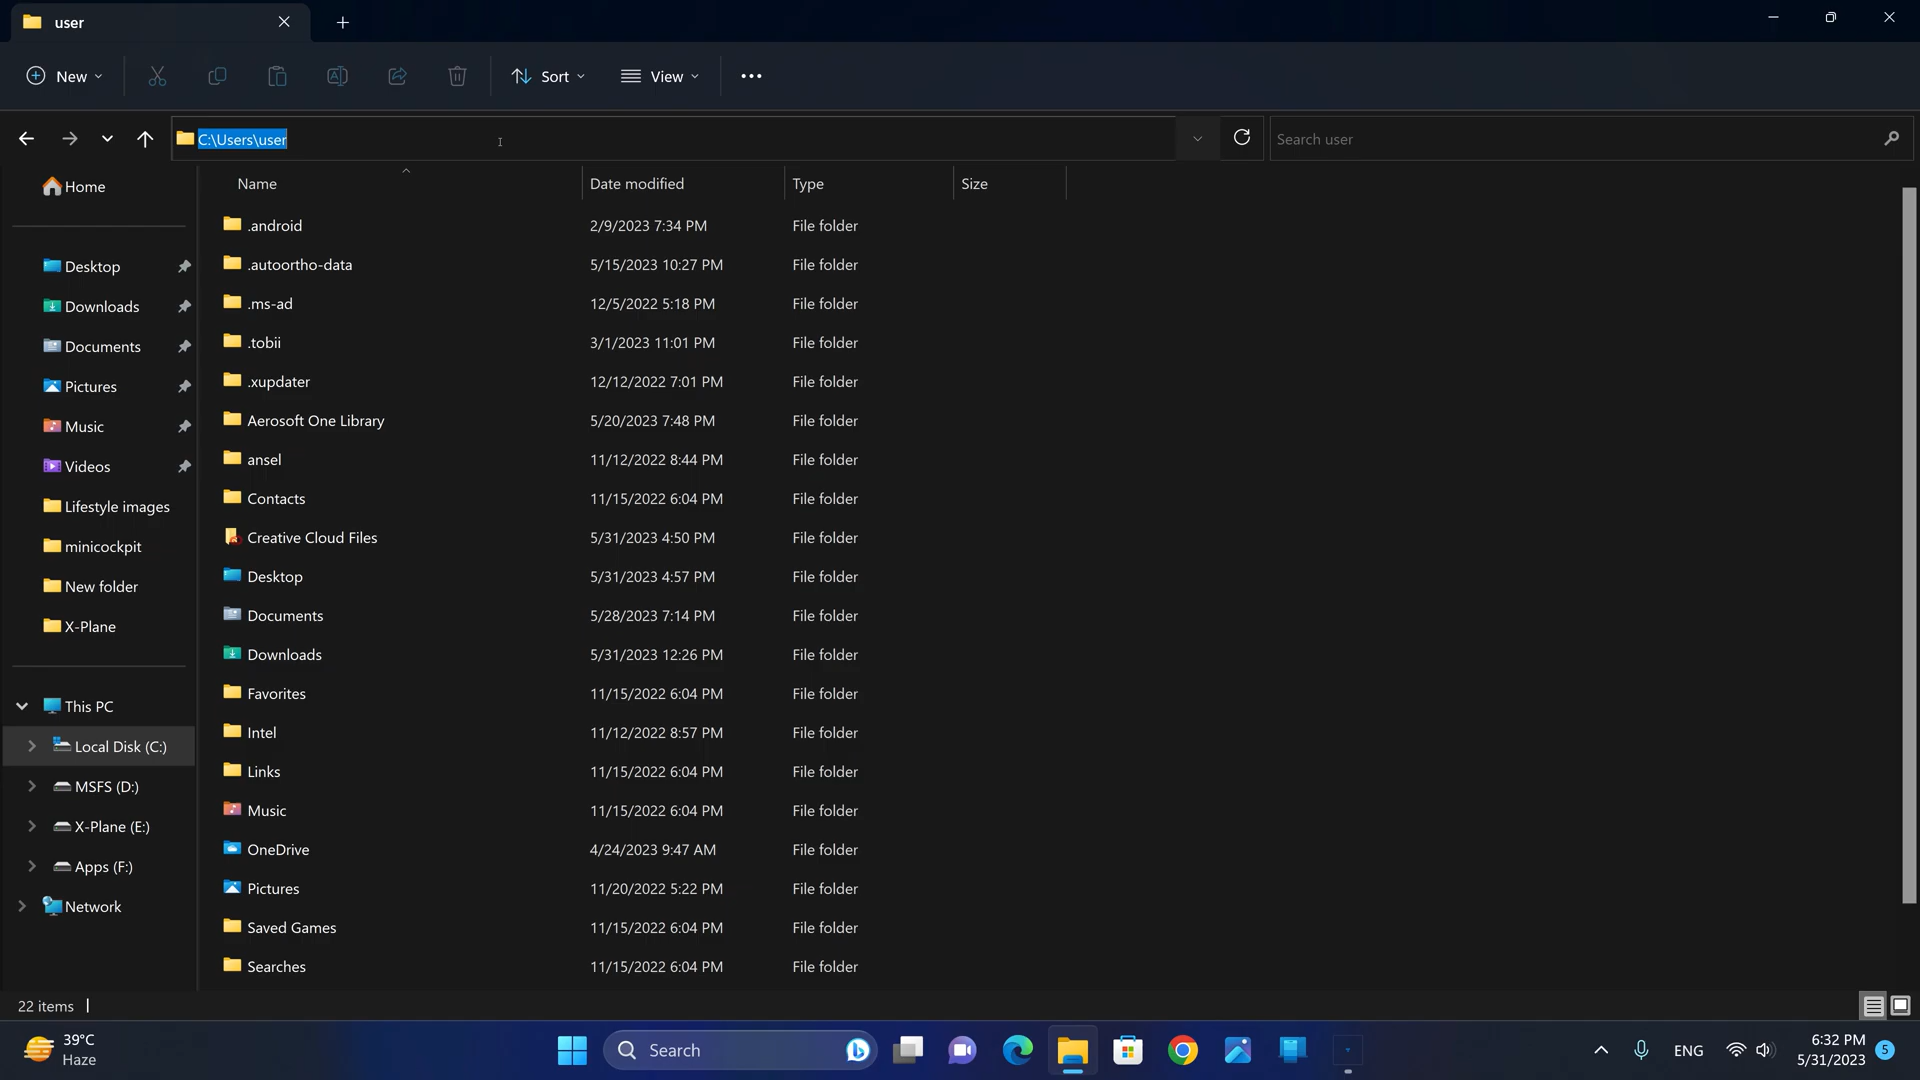 user
New
Sort
View
C:\Users\user
Search user
Home
Desktop
Downloads
Documents
Pictures
Music
Videos
Lifestyle images
minicockpit
New folder
X-Plane
This PC
Local Disk (C:)
MSFS (D:)
X-Plane (E:)
Apps (F:)
Network
Name Date modified Type Size
.android 2/9/2023 7:34 PM File folder
.autoortho-data 5/15/2023 10:27 PM File folder
.ms-ad 12/5/2022 5:18 PM File folder
.tobii 3/1/2023 11:01 PM File folder
.xupdater 12/12/2022 7:01 PM File folder
Aerosoft One Library 5/20/2023 7:48 PM File folder
ansel 11/12/2022 8:44 PM File folder
Contacts 11/15/2022 6:04 PM File folder
Creative Cloud Files 5/31/2023 4:50 PM File folder
Desktop 5/31/2023 4:57 PM File folder
Documents 5/28/2023 7:14 PM File folder
Downloads 5/31/2023 12:26 PM File folder
Favorites 11/15/2022 6:04 PM File folder
Intel 11/12/2022 8:57 PM File folder
Links 11/15/2022 6:04 PM File folder
Music 11/15/2022 6:04 PM File folder
OneDrive 4/24/2023 9:47 AM File folder
Pictures 11/20/2022 5:22 PM File folder
Saved Games 11/15/2022 6:04 PM File folder
Searches 11/15/2022 6:04 PM File folder
22 items
39°C
Haze
Search
ENG
6:32 PM
5/31/2023
5